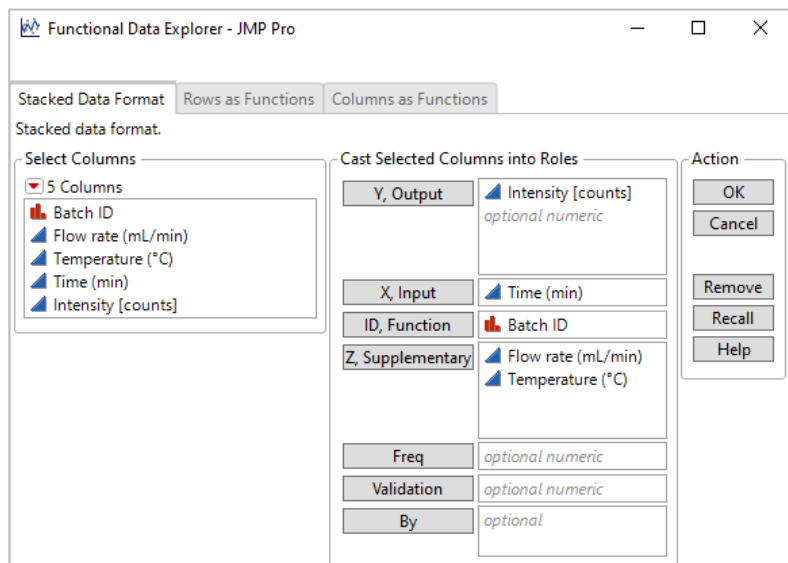 Functional Data Explorer - JMP Pro
Stacked Data Format
Rows as Functions
Columns as Functions
Stacked data format.
Select Columns
5 Columns
Batch ID
Flow rate (mL/min)
Temperature (°C)
Time (min)
Intensity [counts]
Cast Selected Columns into Roles
Y, Output
Intensity [counts]
optional numeric
X, Input
Time (min)
ID, Function
Batch ID
Z, Supplementary
Flow rate (mL/min)
Temperature (°C)
Freq
optional numeric
Validation
optional numeric
By
optional
Action
OK
Cancel
Remove
Recall
Help